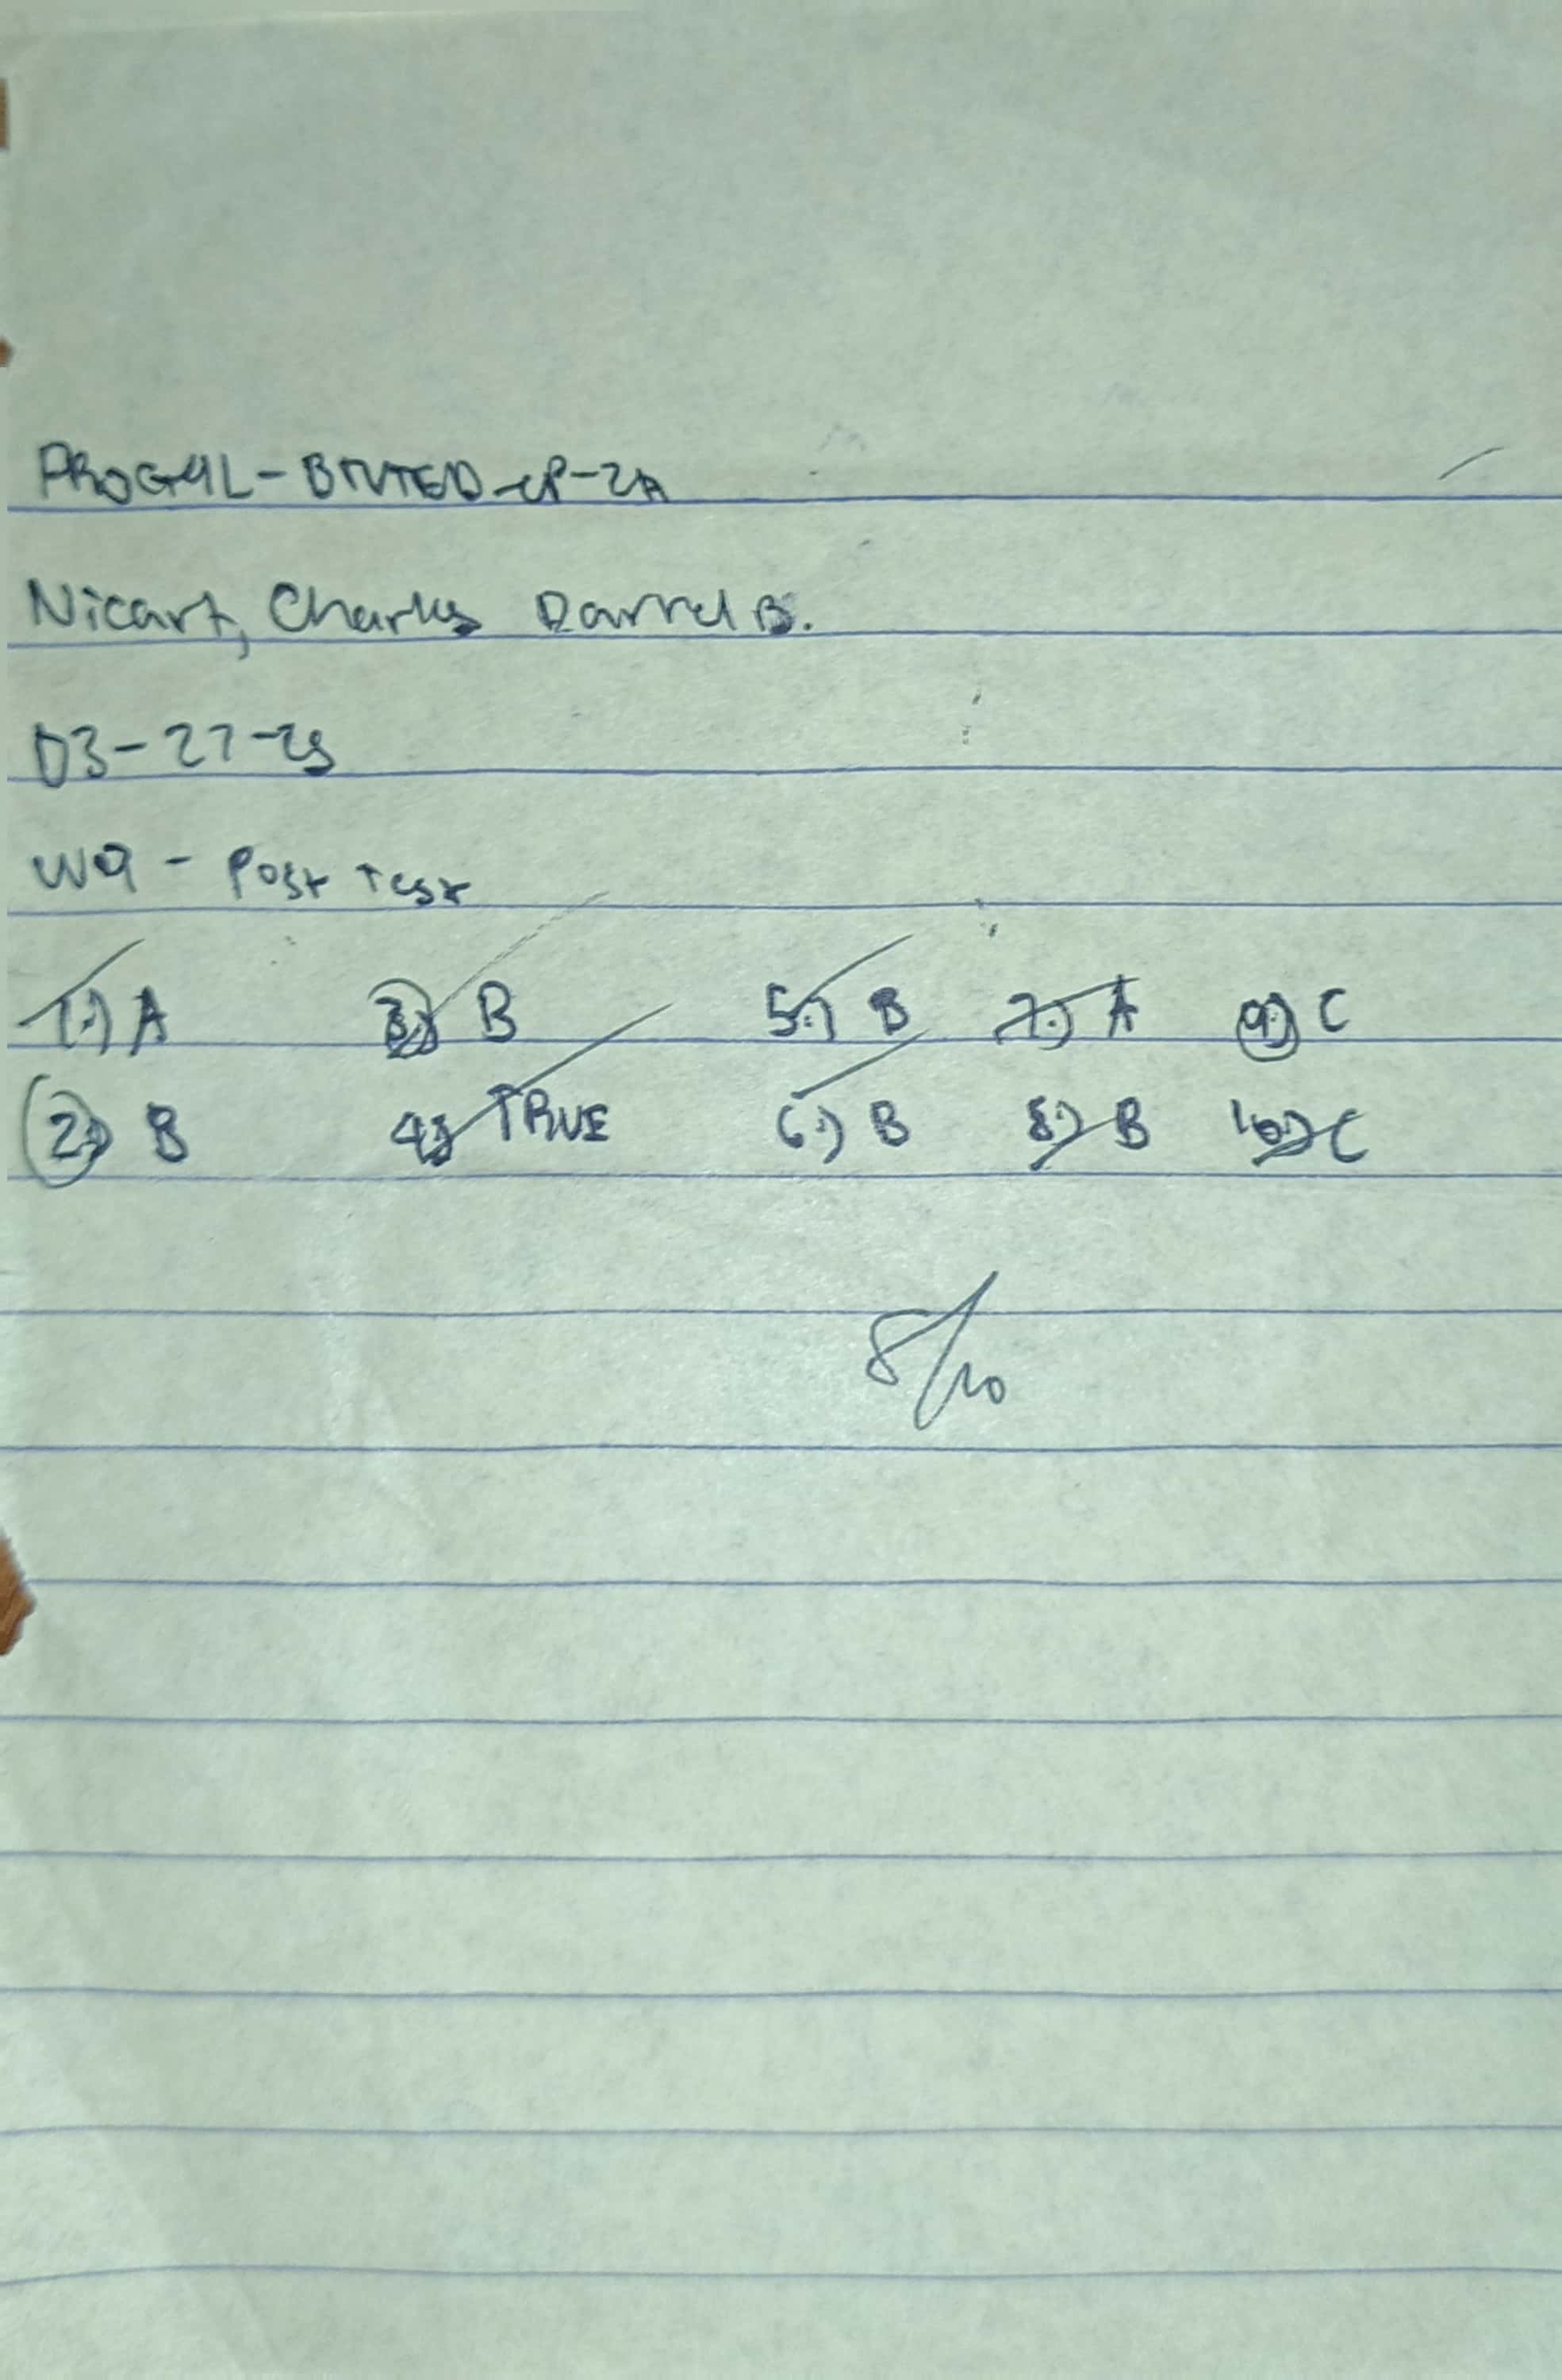 PROG4L-BTVTED-CP-2A
Nicart, Charles Darrel B.
03-27-25
W9 - Post Test
1.) A 3.) B 5.) B 7.) A 9.) C
2.) B 4.) TRUE 6.) B 8.) B 10.) C
8/10